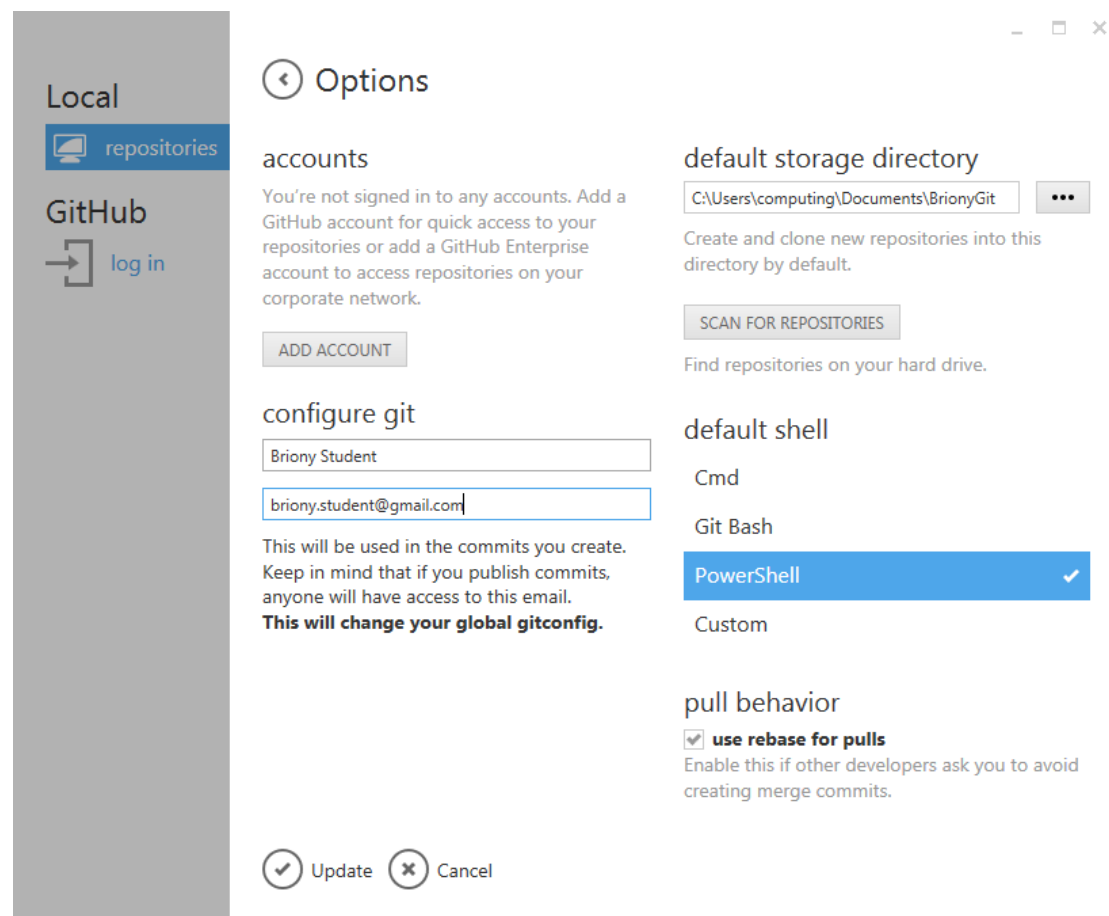 Local
repositories
GitHub
log in
Options
accounts
You're not signed in to any accounts. Add a
GitHub account for quick access to your
repositories or add a GitHub Enterprise
account to access repositories on your
corporate network.
ADD ACCOUNT
configure git
Briony Student
briony.student@gmail.com
This will be used in the commits you create.
Keep in mind that if you publish commits,
anyone will have access to this email.
This will change your global gitconfig.
default storage directory
C:\Users\computing\Documents\BrionyGit
•••
Create and clone new repositories into this
directory by default.
SCAN FOR REPOSITORIES
Find repositories on your hard drive.
default shell
Cmd
Git Bash
PowerShell
Custom
pull behavior
use rebase for pulls
Enable this if other developers ask you to avoid
creating merge commits.
Update
Cancel